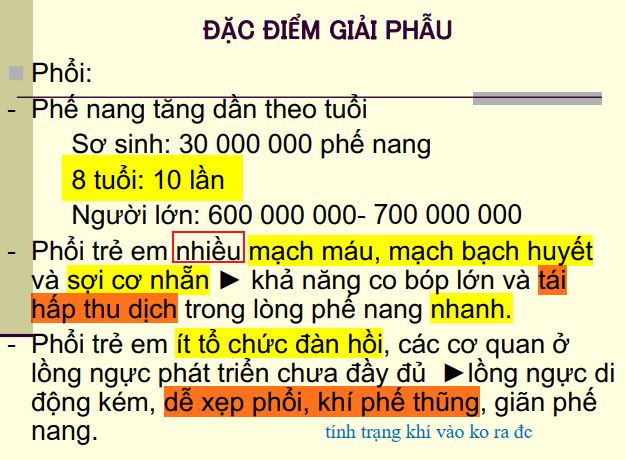 ĐẶC ĐIỂM GIẢI PHẪU
Phổi:
- Phế nang tăng dần theo tuổi
Sơ sinh: 30 000 000 phế nang
8 tuổi: 10 lần
Người lớn: 600 000 000- 700 000 000
- Phổi trẻ em nhiều mạch máu, mạch bạch huyết
và sợi cơ nhẵn ► khả năng co bóp lớn và tái
hấp thu dịch trong lòng phế nang nhanh.
- Phổi trẻ em ít tổ chức đàn hồi, các cơ quan ở
lồng ngực phát triển chưa đầy đủ ►lồng ngực di
động kém, dễ xẹp phổi, khí phế thũng, giãn phế
nang.
tính trạng khí vào ko ra đc